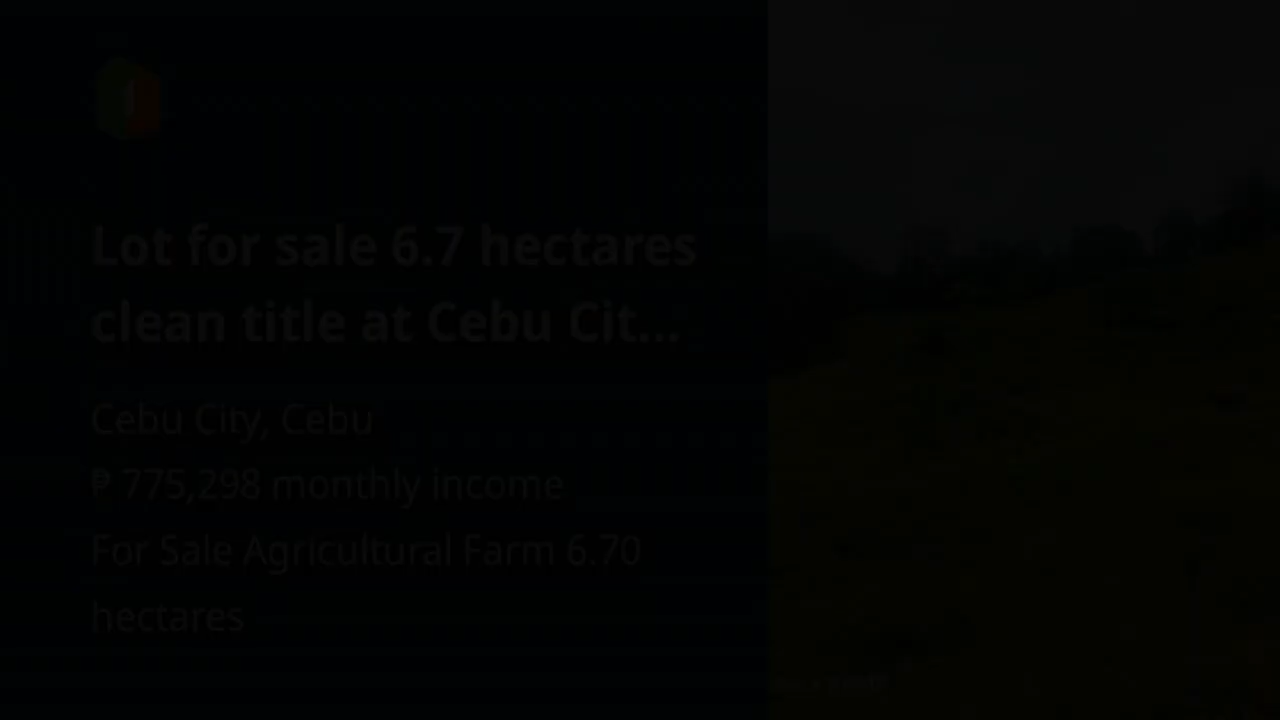 Lot for sale 6.7 hectares
clean title at Cebu Cit...
Cebu City, Cebu
₱ 775,298 monthly income
For Sale Agricultural Farm 6.70
hectares